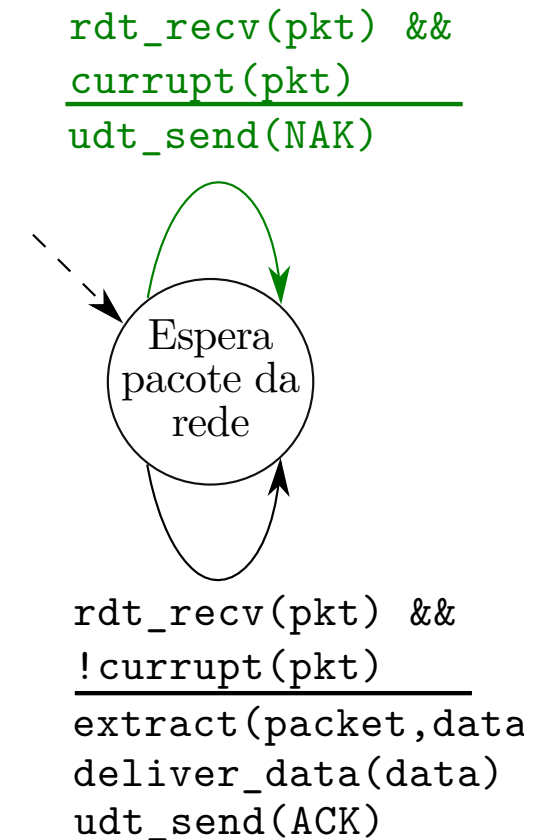 rdt_recv(pkt) &&
currupt(pkt)
udt_send(NAK)
Espera
pacote da
rede
rdt_recv(pkt) &&
!currupt(pkt)
extract(packet,data
deliver_data(data)
udt_send(ACK)